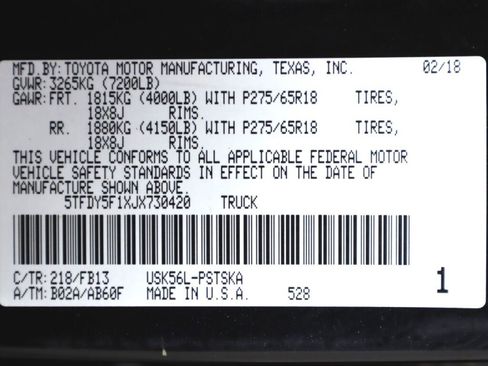 MFD.BY:TOYOTA MOTOR MANUFACTURING, TEXAS, INC. 02/18
GVWR:3265KG (7200LB)
GAWR:FRT. 1815KG (4000LB) WITH P275/65R18 TIRES,
18X8J RIMS.
RR. 1880KG (4150LB) WITH P275/65R18 TIRES,
18X8J RIMS.
THIS VEHICLE CONFORMS TO ALL APPLICABLE FEDERAL MOTOR
VEHICLE SAFETY STANDARDS IN EFFECT ON THE DATE OF
MANUFACTURE SHOWN ABOVE.
5TFDY5F1XJX730420 TRUCK
C/TR:218/FB13 USK56L-PSTSKA
A/TM:B02A/AB60F MADE IN U.S.A. 528 1